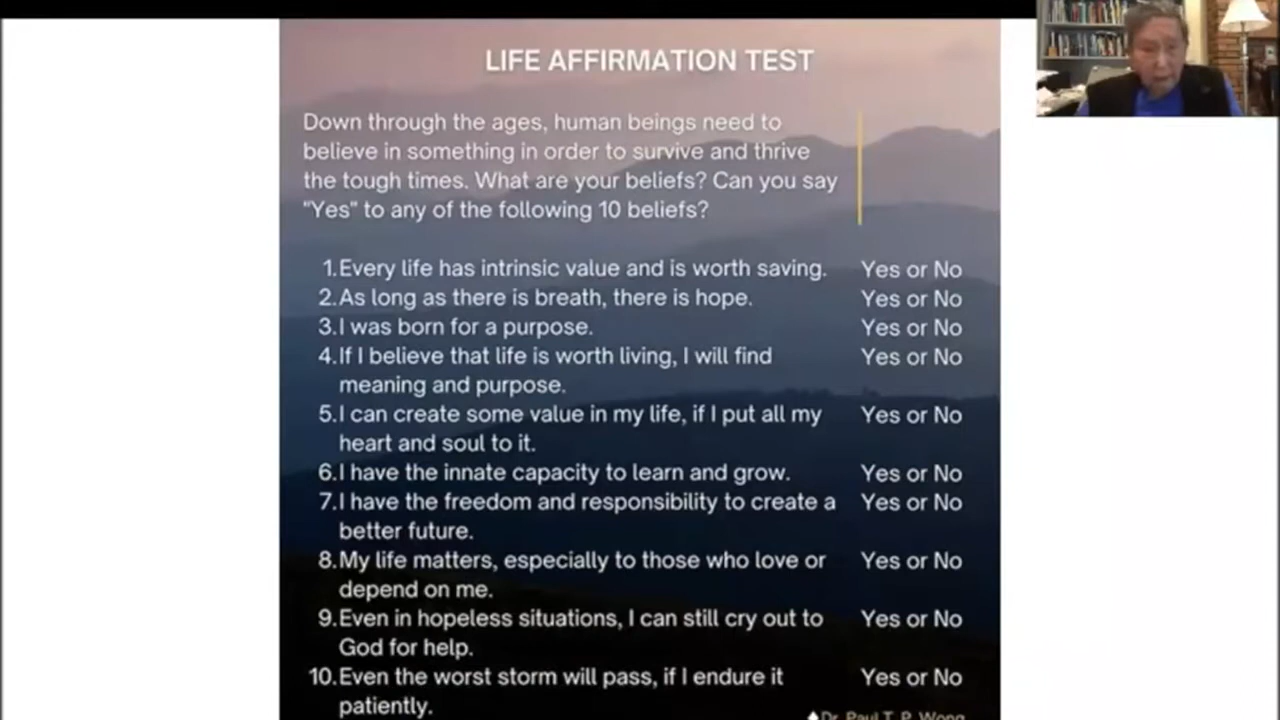 LIFE AFFIRMATION TEST
Down through the ages, human beings need to
believe in something in order to survive and thrive
the tough times. What are your beliefs? Can you say
"Yes" to any of the following 10 beliefs?
1.Every life has intrinsic value and is worth saving. Yes or No
2.As long as there is breath, there is hope. Yes or No
3.I was born for a purpose. Yes or No
4.If I believe that life is worth living, I will find Yes or No
meaning and purpose.
5.I can create some value in my life, if I put all my Yes or No
heart and soul to it.
6.I have the innate capacity to learn and grow. Yes or No
7.I have the freedom and responsibility to create a Yes or No
better future.
8.My life matters, especially to those who love or Yes or No
depend on me.
9.Even in hopeless situations, I can still cry out to Yes or No
God for help.
10.Even the worst storm will pass, if I endure it Yes or No
patiently.
Dr. Paul T. P. Wong